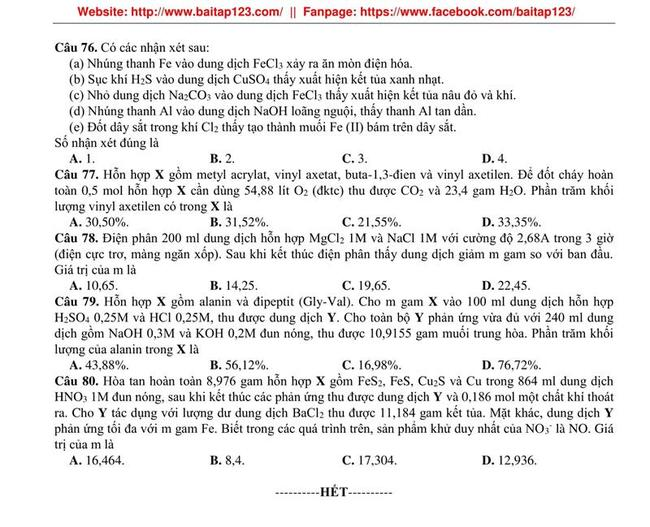 Website: http://www.baitap123.com/ || Fanpage: https://www.facebook.com/baitap123/
Câu 76. Có các nhận xét sau:
(a) Nhúng thanh Fe vào dung dịch FeCl₃ xảy ra ăn mòn điện hóa.
(b) Sục khí H₂S vào dung dịch CuSO₄ thấy xuất hiện kết tủa xanh nhạt.
(c) Nhỏ dung dịch Na₂CO₃ vào dung dịch FeCl₃ thấy xuất hiện kết tủa nâu đỏ và khí.
(d) Nhúng thanh Al vào dung dịch NaOH loãng nguội, thấy thanh Al tan dần.
(e) Đốt dây sắt trong khí Cl₂ thấy tạo thành muối Fe (II) bám trên dây sắt.
Số nhận xét đúng là
A. 1. B. 2. C. 3. D. 4.
Câu 77. Hỗn hợp X gồm metyl acrylat, vinyl axetat, buta-1,3-đien và vinyl axetilen. Để đốt cháy hoàn
toàn 0,5 mol hỗn hợp X cần dùng 54,88 lít O₂ (đktc) thu được CO₂ và 23,4 gam H₂O. Phần trăm khối
lượng vinyl axetilen có trong X là
A. 30,50%. B. 31,52%. C. 21,55%. D. 33,35%.
Câu 78. Điện phân 200 ml dung dịch hỗn hợp MgCl₂ 1M và NaCl 1M với cường độ 2,68A trong 3 giờ
(điện cực trơ, màng ngăn xốp). Sau khi kết thúc điện phân thấy dung dịch giảm m gam so với ban đầu.
Giá trị của m là
A. 10,65. B. 14,25. C. 19,65. D. 22,45.
Câu 79. Hỗn hợp X gồm alanin và đipeptit (Gly-Val). Cho m gam X vào 100 ml dung dịch hỗn hợp
H₂SO₄ 0,25M và HCl 0,25M, thu được dung dịch Y. Cho toàn bộ Y phản ứng vừa đủ với 240 ml dung
dịch gồm NaOH 0,3M và KOH 0,2M đun nóng, thu được 10,9155 gam muối trung hòa. Phần trăm khối
lượng của alanin trong X là
A. 43,88%. B. 56,12%. C. 16,98%. D. 76,72%.
Câu 80. Hòa tan hoàn toàn 8,976 gam hỗn hợp X gồm FeS₂, FeS, Cu₂S và Cu trong 864 ml dung dịch
HNO₃ 1M đun nóng, sau khi kết thúc các phản ứng thu được dung dịch Y và 0,186 mol một chất khí thoát
ra. Cho Y tác dụng với lượng dư dung dịch BaCl₂ thu được 11,184 gam kết tủa. Mặt khác, dung dịch Y
phản ứng tối đa với m gam Fe. Biết trong các quá trình trên, sản phẩm khử duy nhất của NO₃⁻ là NO. Giá
trị của m là
A. 16,464. B. 8,4. C. 17,304. D. 12,936.
----------HẾT----------